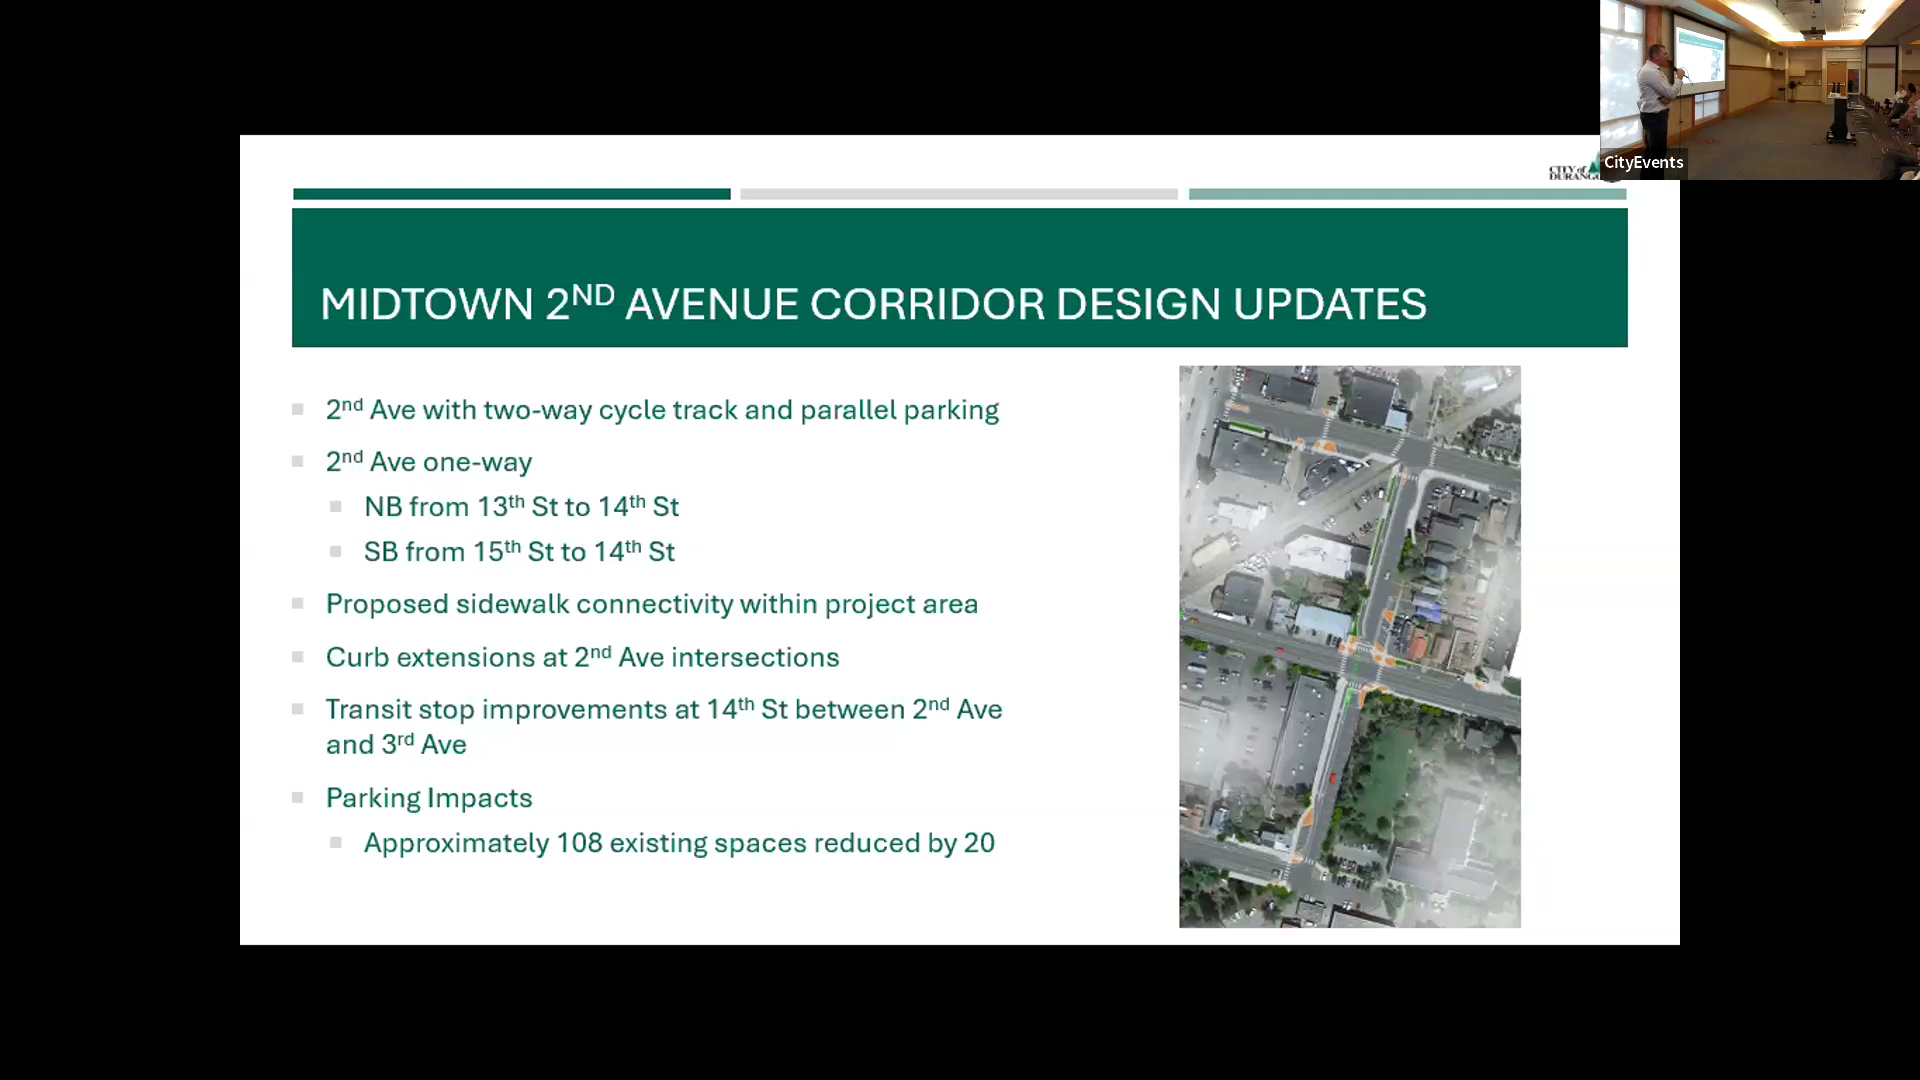 CityEvents
CITY of
DURANGO
MIDTOWN 2ND AVENUE CORRIDOR DESIGN UPDATES
2nd Ave with two-way cycle track and parallel parking
2nd Ave one-way
NB from 13th St to 14th St
SB from 15th St to 14th St
Proposed sidewalk connectivity within project area
Curb extensions at 2nd Ave intersections
Transit stop improvements at 14th St between 2nd Ave
and 3rd Ave
Parking Impacts
Approximately 108 existing spaces reduced by 20